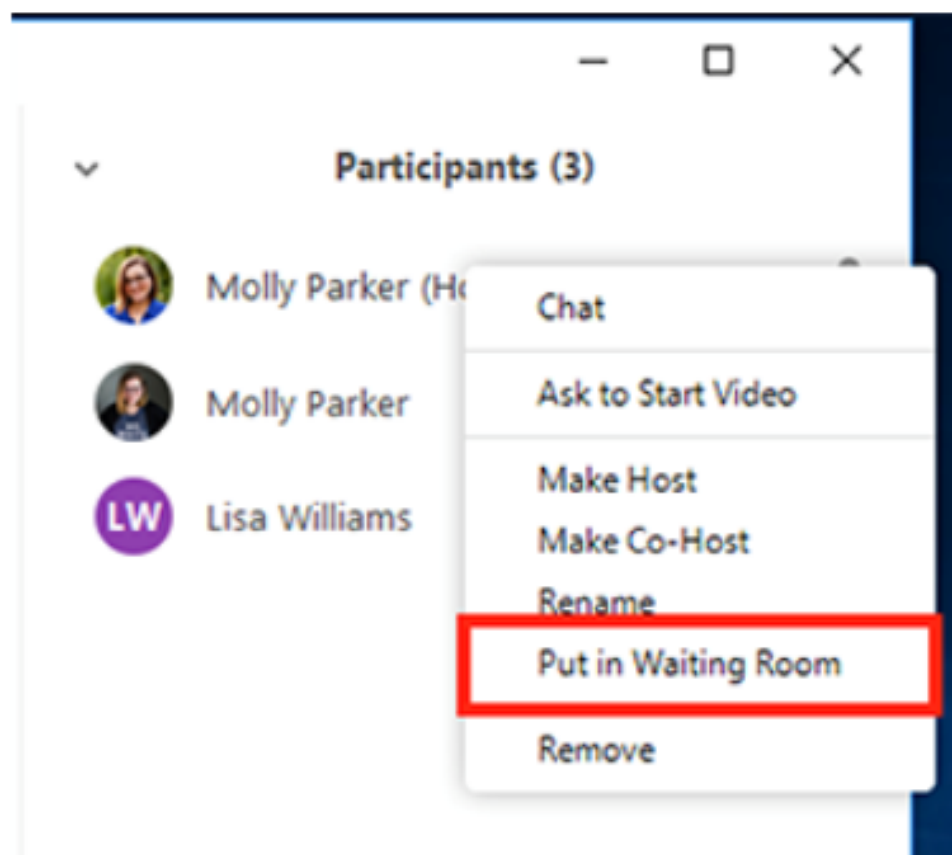 Participants (3)
Molly Parker (Ho
Chat
Ask to Start Video
Molly Parker
Make Host
LW Lisa Williams
Make Co-Host
Rename
Put in Waiting Room
Remove